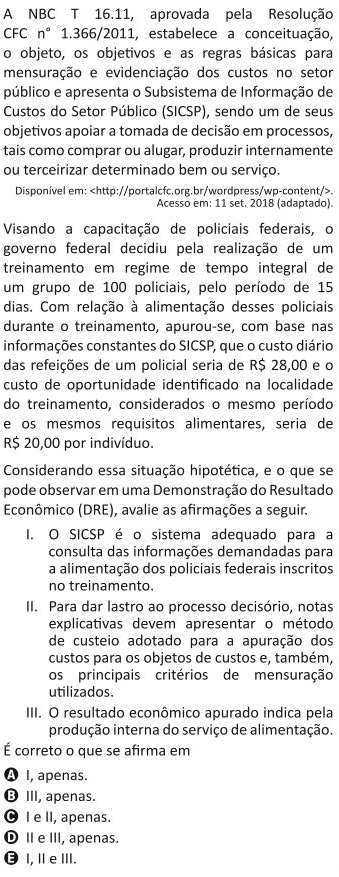 A NBC T 16.11, aprovada pela Resolução
CFC n° 1.366/2011, estabelece a conceituação,
o objeto, os objetivos e as regras básicas para
mensuração e evidenciação dos custos no setor
público e apresenta o Subsistema de Informação de
Custos do Setor Público (SICSP), sendo um de seus
objetivos apoiar a tomada de decisão em processos,
tais como comprar ou alugar, produzir internamente
ou terceirizar determinado bem ou serviço.
Disponível em: <http://portalcfc.org.br/wordpress/wp-content/>.
Acesso em: 11 set. 2018 (adaptado).
Visando a capacitação de policiais federais, o
governo federal decidiu pela realização de um
treinamento em regime de tempo integral de
um grupo de 100 policiais, pelo período de 15
dias. Com relação à alimentação desses policiais
durante o treinamento, apurou-se, com base nas
informações constantes do SICSP, que o custo diário
das refeições de um policial seria de R$ 28,00 e o
custo de oportunidade identificado na localidade
do treinamento, considerados o mesmo período
e os mesmos requisitos alimentares, seria de
R$ 20,00 por indivíduo.
Considerando essa situação hipotética, e o que se
pode observar em uma Demonstração do Resultado
Econômico (DRE), avalie as afirmações a seguir.
I. O SICSP é o sistema adequado para a
consulta das informações demandadas para
a alimentação dos policiais federais inscritos
no treinamento.
II. Para dar lastro ao processo decisório, notas
explicativas devem apresentar o método
de custeio adotado para a apuração dos
custos para os objetos de custos e, também,
os principais critérios de mensuração
utilizados.
III. O resultado econômico apurado indica pela
produção interna do serviço de alimentação.
É correto o que se afirma em
A I, apenas.
B III, apenas.
C I e II, apenas.
D II e III, apenas.
E I, II e III.